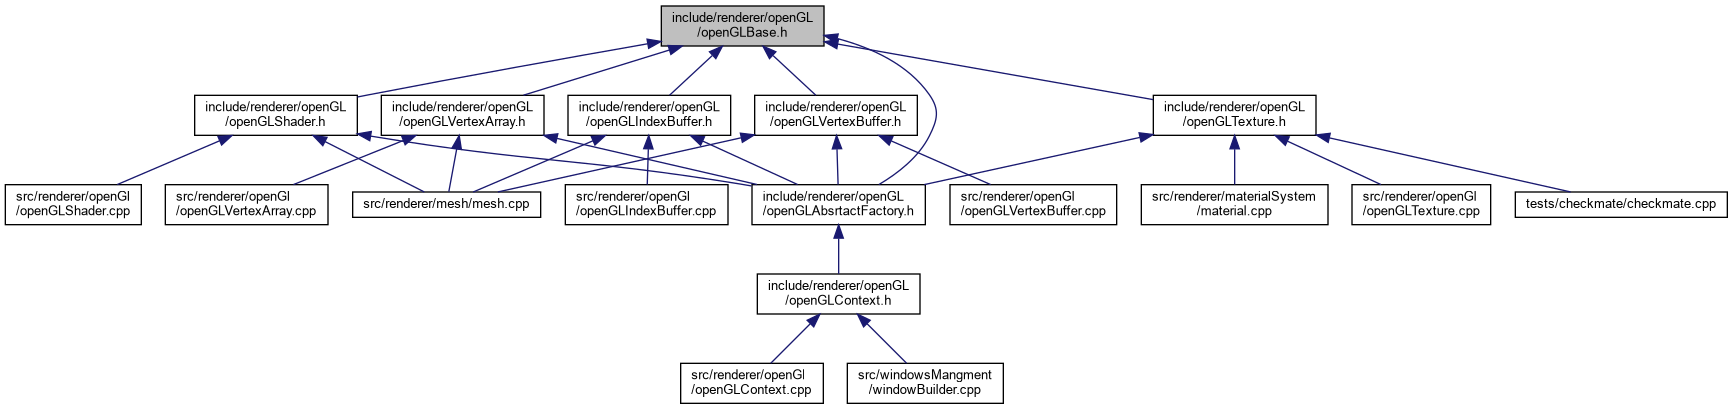 include/renderer/openGL
/openGLBase.h
include/renderer/openGL
/openGLShader.h
include/renderer/openGL
/openGLVertexArray.h
include/renderer/openGL
/openGLIndexBuffer.h
include/renderer/openGL
/openGLVertexBuffer.h
include/renderer/openGL
/openGLTexture.h
src/renderer/openGl
/openGLShader.cpp
src/renderer/openGl
/openGLVertexArray.cpp
src/renderer/mesh/mesh.cpp
src/renderer/openGl
/openGLIndexBuffer.cpp
include/renderer/openGL
/openGLAbsrtactFactory.h
src/renderer/openGl
/openGLVertexBuffer.cpp
src/renderer/materialSystem
/material.cpp
src/renderer/openGl
/openGLTexture.cpp
tests/checkmate/checkmate.cpp
include/renderer/openGL
/openGLContext.h
src/renderer/openGl
/openGLContext.cpp
src/windowsMangment
/windowBuilder.cpp